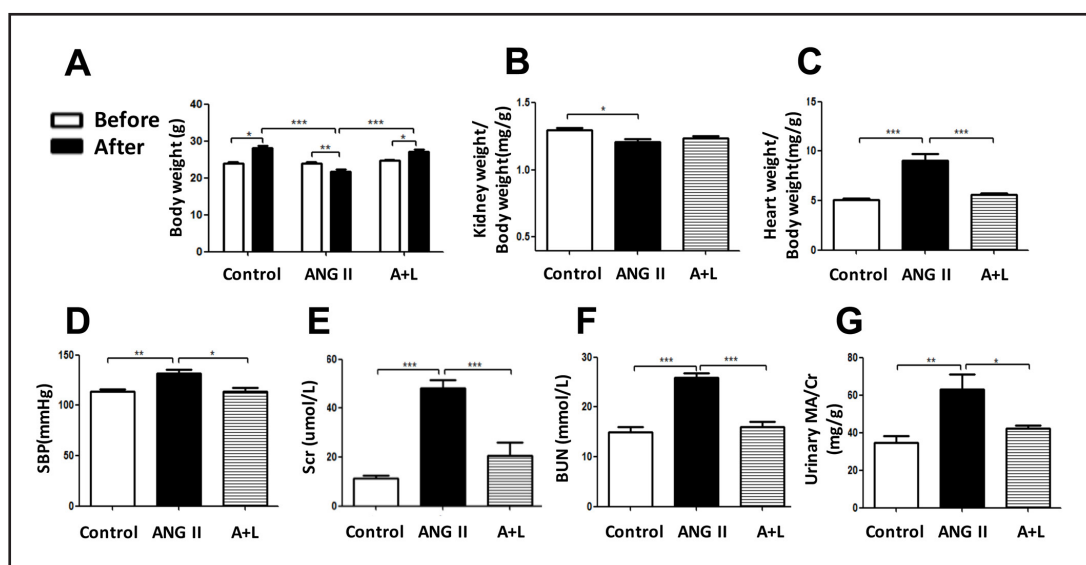 A
Before
After
Body weight (g)
40
30
20
10
0
*
***
**
***
*
Control ANG II A+L
B
Kidney weight/
Body weight(mg/g)
1.5
1.2
0.8
0.4
*
Control ANG II A+L
C
Heart weight/
Body weight(mg/g)
15
10
5
0
*** ***
Control ANG II A+L
D
SBP(mmHg)
150
100
50
0
** *
Control ANG II A+L
E
Scr (umol/L)
60
40
20
0
*** ***
Control ANG II A+L
F
BUN (mmol/L)
30
20
10
0
*** ***
Control ANG II A+L
G
Urinary MA/Cr
(mg/g)
80
60
40
20
0
** *
Control ANG II A+L